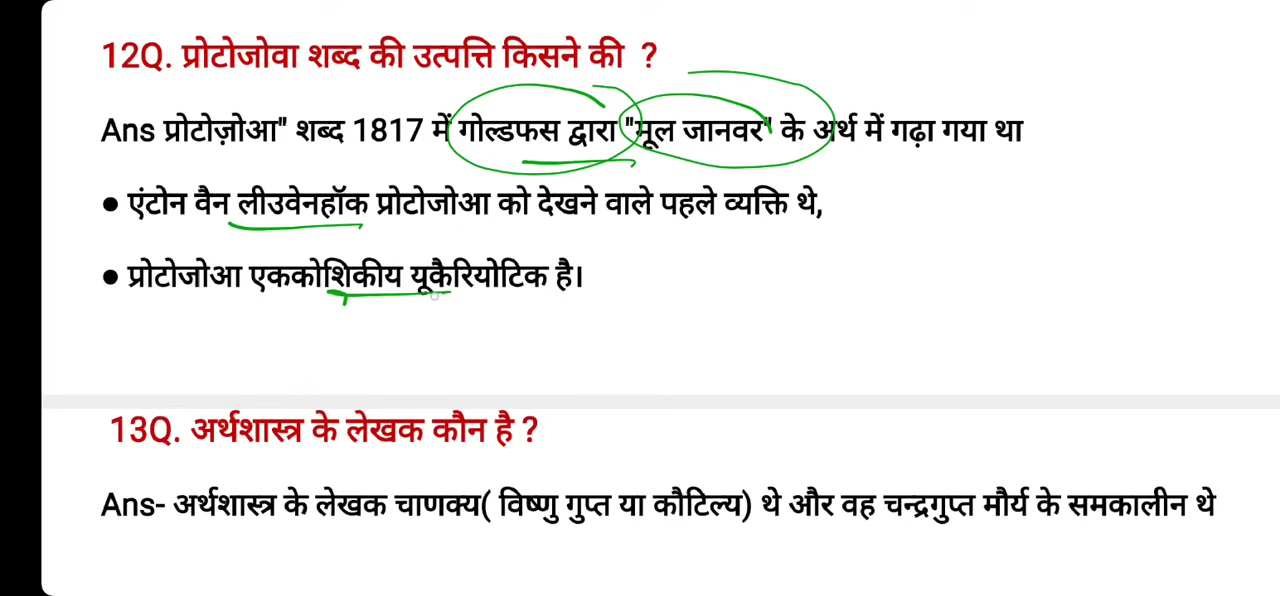 12Q. प्रोटोजोवा शब्द की उत्पत्ति किसने की ?
Ans प्रोटोज़ोआ" शब्द 1817 में गोल्डफस द्वारा "मूल जानवर" के अर्थ में गढ़ा गया था
● एंटोन वैन लीउवेनहॉक प्रोटोजोआ को देखने वाले पहले व्यक्ति थे,
● प्रोटोजोआ एककोशिकीय यूकैरियोटिक है।
13Q. अर्थशास्त्र के लेखक कौन है ?
Ans- अर्थशास्त्र के लेखक चाणक्य( विष्णु गुप्त या कौटिल्य) थे और वह चन्द्रगुप्त मौर्य के समकालीन थे